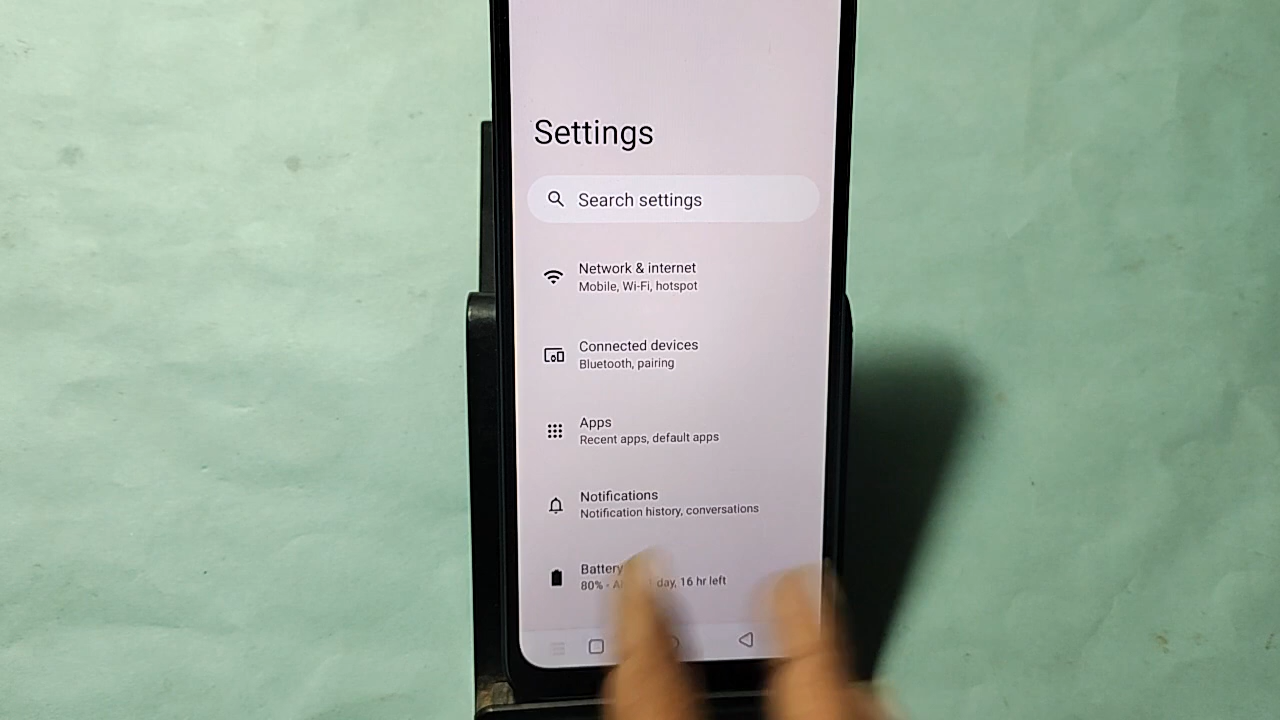 Settings
Search settings
Network & internet
Mobile, Wi-Fi, hotspot
Connected devices
Bluetooth, pairing
Apps
Recent apps, default apps
Notifications
Notification history, conversations
Battery
80% - day, 16 hr left